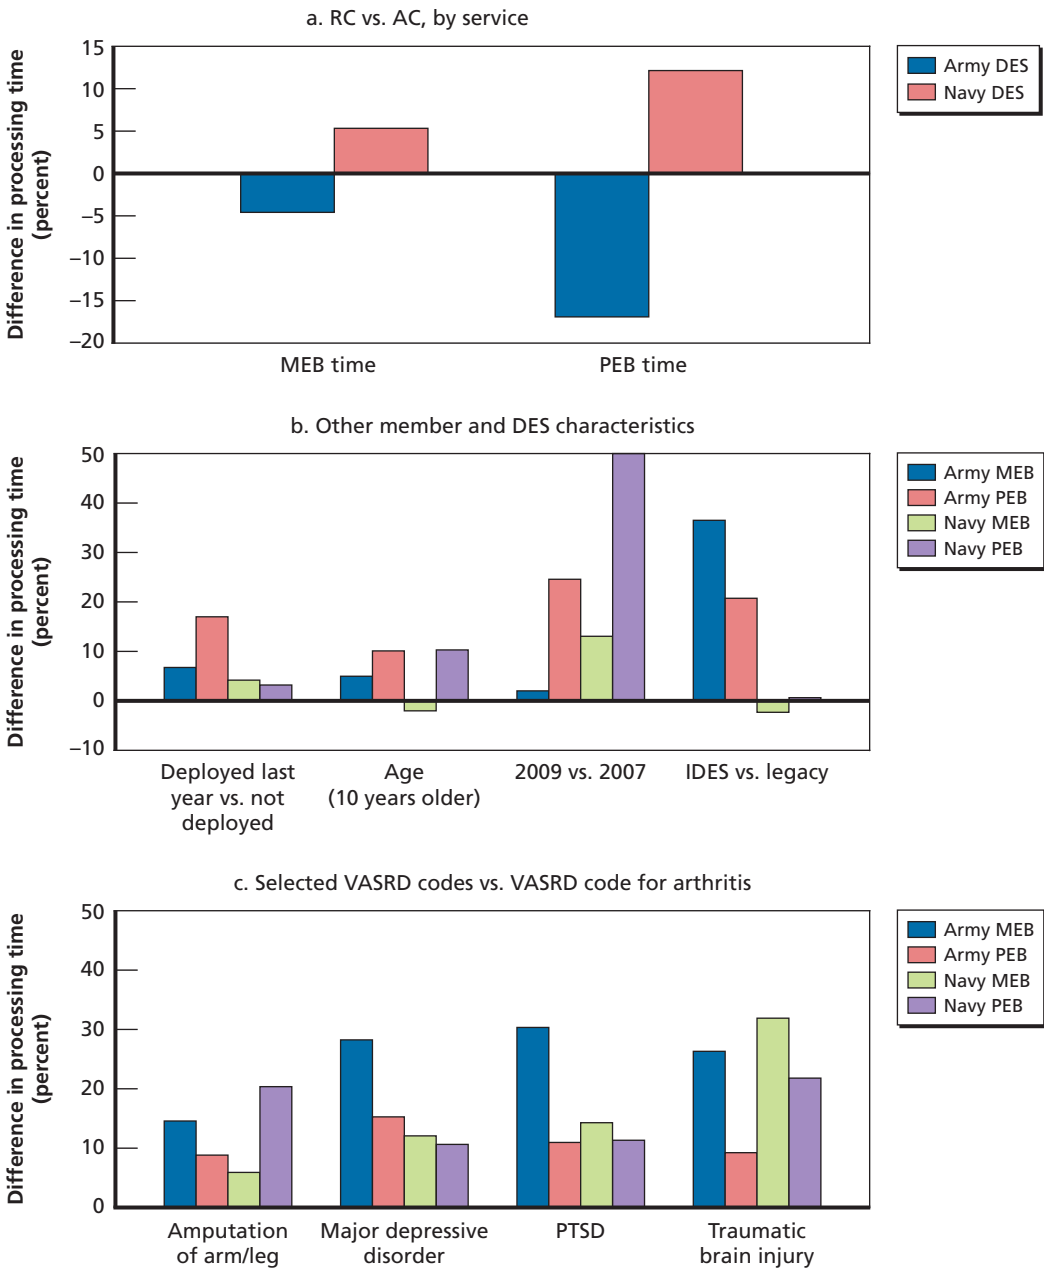 a. RC vs. AC, by service
Difference in processing time
(percent)
15
10
5
0
–5
–10
–15
–20
MEB time
PEB time
Army DES
Navy DES
b. Other member and DES characteristics
Difference in processing time
(percent)
50
40
30
20
10
0
–10
Deployed last
year vs. not
deployed
Age
(10 years older)
2009 vs. 2007
IDES vs. legacy
Army MEB
Army PEB
Navy MEB
Navy PEB
c. Selected VASRD codes vs. VASRD code for arthritis
Difference in processing time
(percent)
50
40
30
20
10
0
Amputation
of arm/leg
Major depressive
disorder
PTSD
Traumatic
brain injury
Army MEB
Army PEB
Navy MEB
Navy PEB